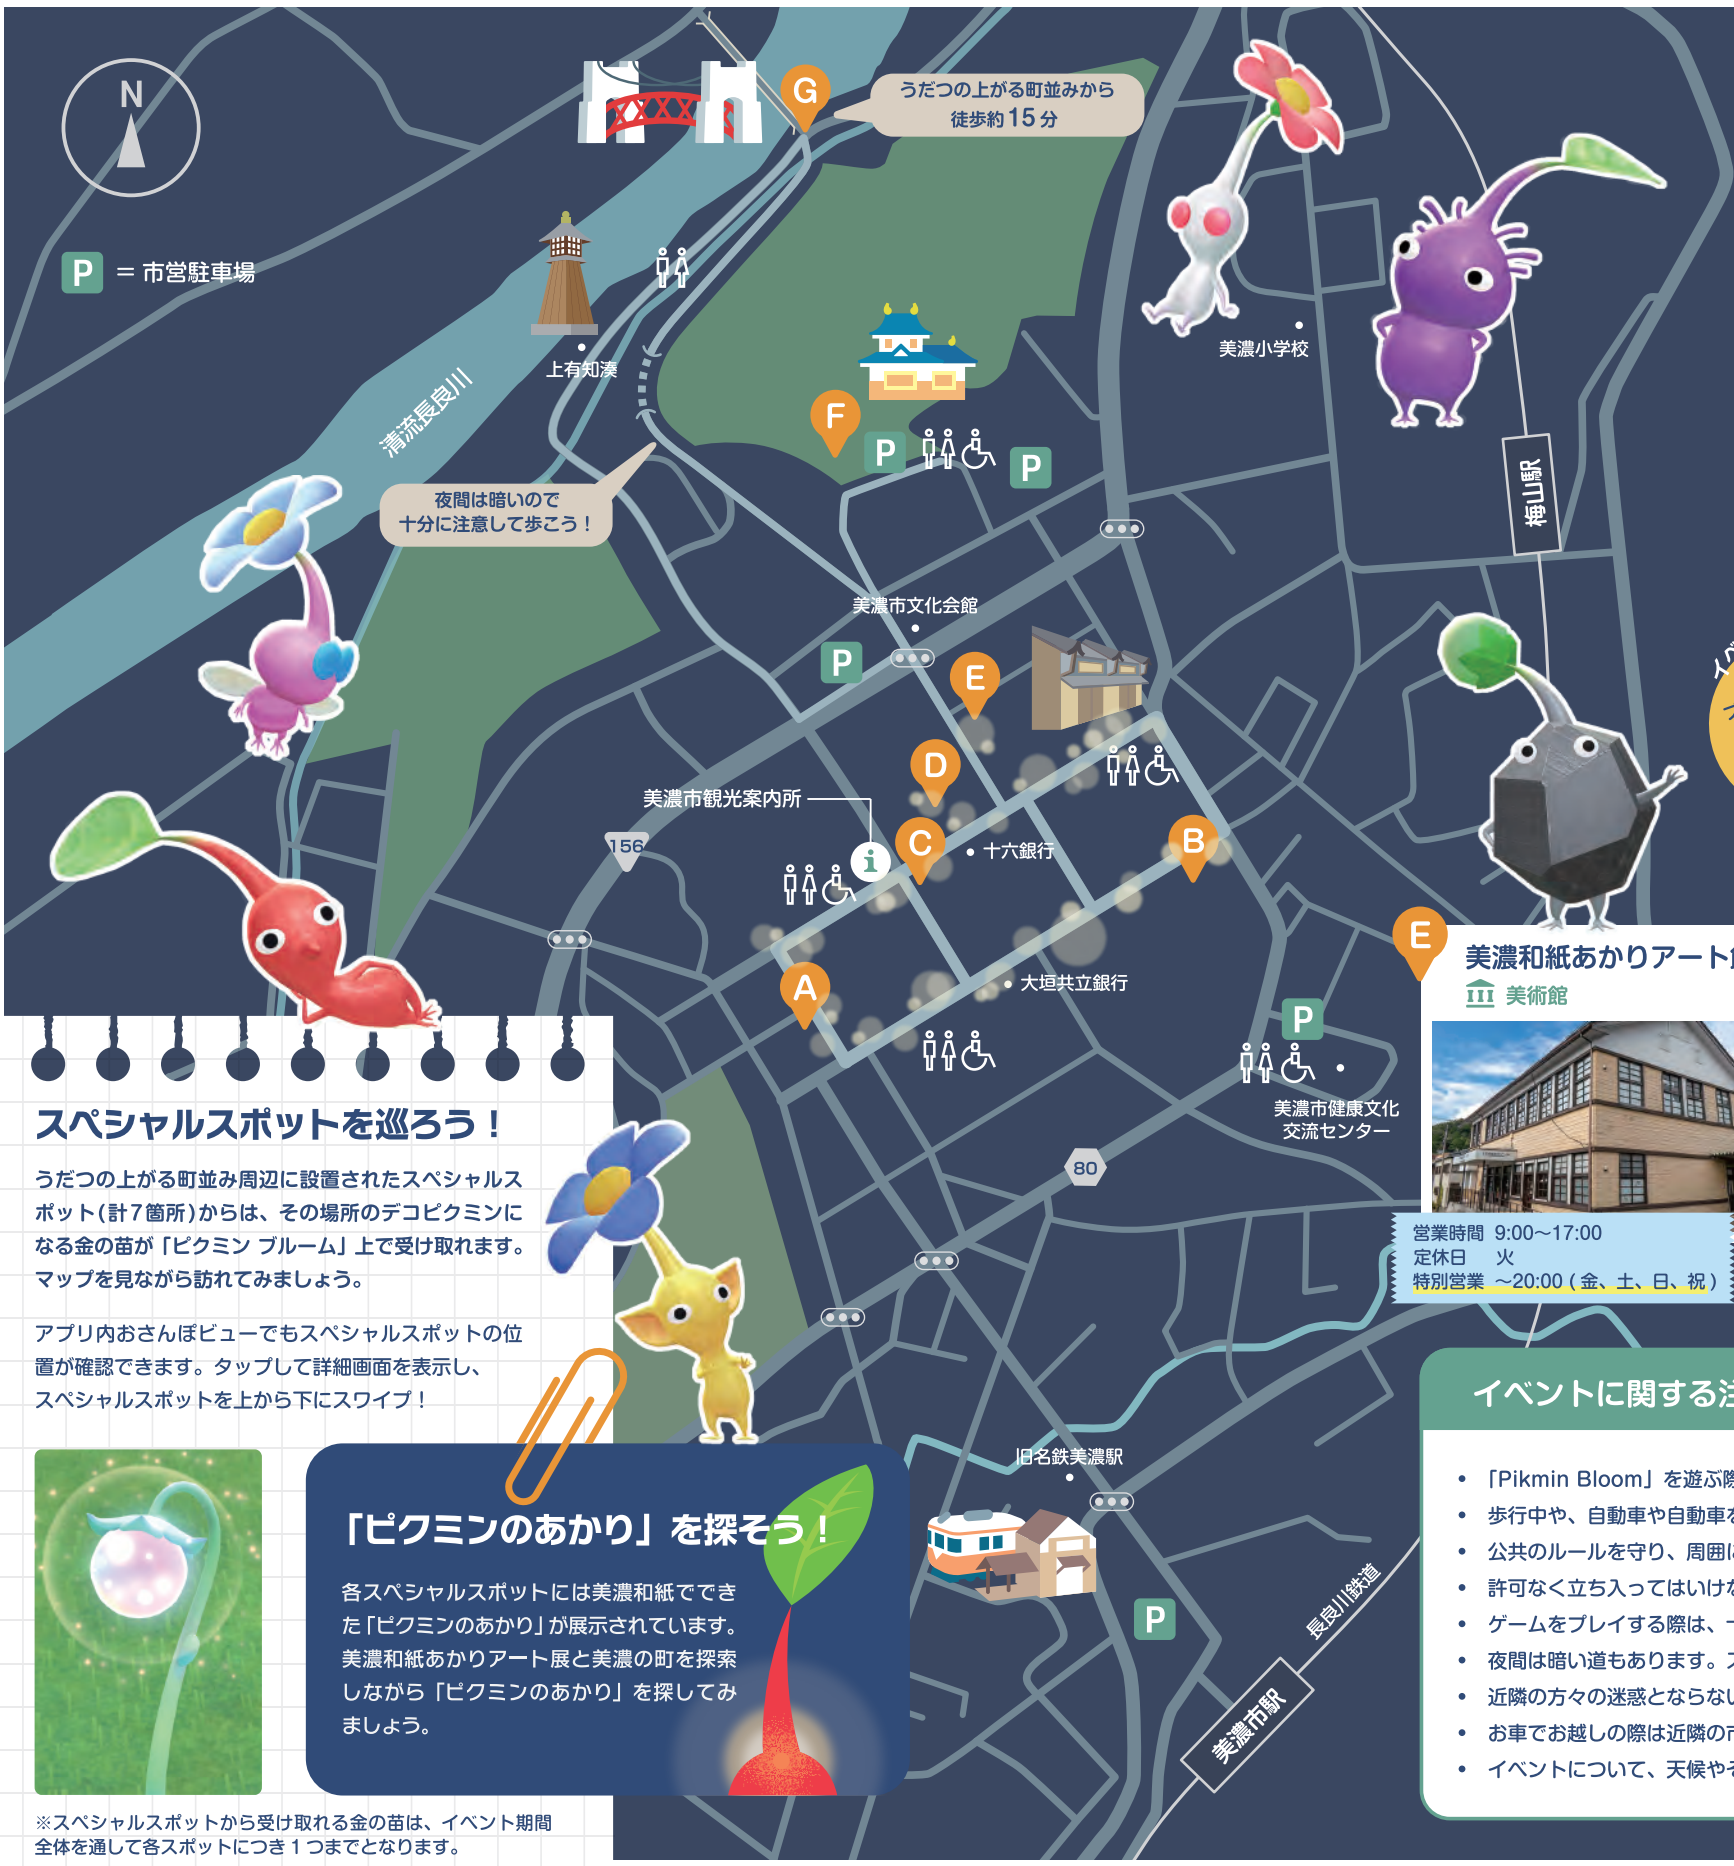 N
P = 市営駐車場
G
うだつの上がる町並みから
徒歩約15分
上有知湊
清流長良川
夜間は暗いので
十分に注意して歩こう！
F
P
P
美濃小学校
梅山駅
美濃市文化会館
P
E
D
美濃市観光案内所
156
C
i
十六銀行
B
A
大垣共立銀行
P
美濃市健康文化
交流センター
80
旧名鉄美濃駅
P
長良川鉄道
美濃市駅
E
美濃和紙あかりアート
美術館
営業時間 9:00～17:00
定休日 火
特別営業 ～20:00 (金、土、日、祝)
スペシャルスポットを巡ろう！
うだつの上がる町並み周辺に設置されたスペシャルス
ポット(計7箇所)からは、その場所のデコピクミンに
なる金の苗が「ピクミン ブルーム」上で受け取れます。
マップを見ながら訪れてみましょう。
アプリ内おさんぽビューでもスペシャルスポットの位
置が確認できます。タップして詳細画面を表示し、
スペシャルスポットを上から下にスワイプ！
「ピクミンのあかり」を探そう！
各スペシャルスポットには美濃和紙ででき
た「ピクミンのあかり」が展示されています。
美濃和紙あかりアート展と美濃の町を探索
しながら「ピクミンのあかり」を探してみ
ましょう。
※スペシャルスポットから受け取れる金の苗は、イベント期間
全体を通して各スポットにつき1つまでとなります。
イベントに関する
• 「Pikmin Bloom」を遊ぶ際
• 歩行中や、自動車や自動車
• 公共のルールを守り、周囲に
• 許可なく立ち入ってはいけな
• ゲームをプレイする際は、
• 夜間は暗い道もあります。
• 近隣の方々の迷惑とならない
• お車でお越しの際は近隣の市
• イベントについて、天候やそ